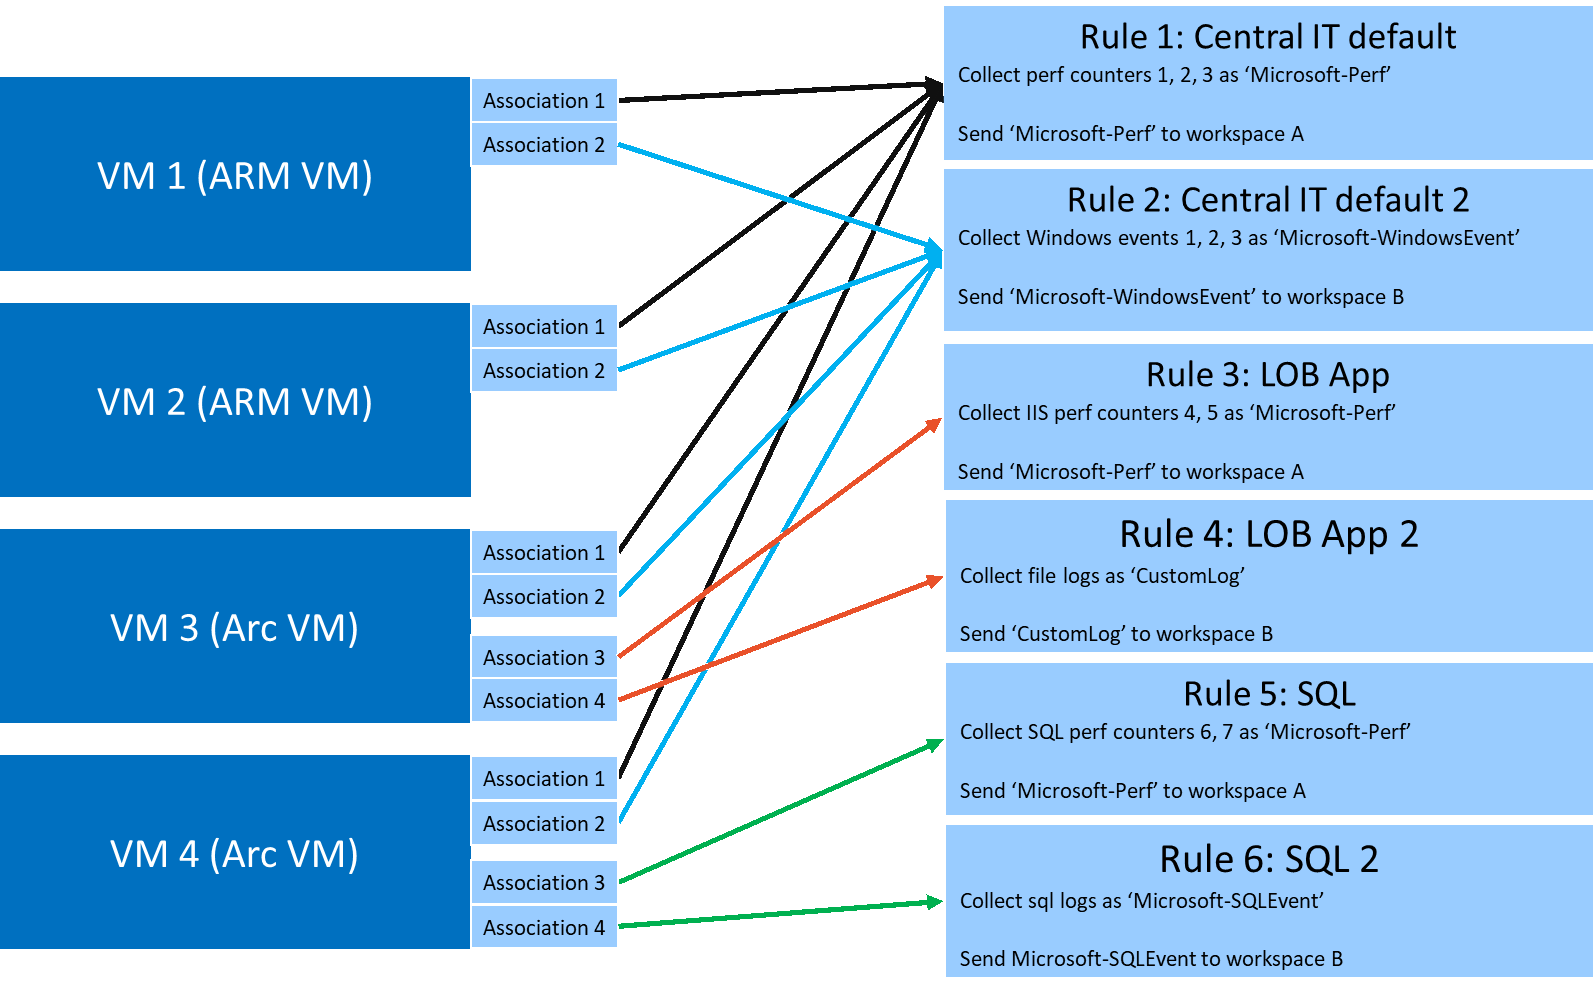 VM 1 (ARM VM)
Association 1
Association 2
VM 2 (ARM VM)
Association 1
Association 2
VM 3 (Arc VM)
Association 1
Association 2
Association 3
Association 4
VM 4 (Arc VM)
Association 1
Association 2
Association 3
Association 4
Rule 1: Central IT default
Collect perf counters 1, 2, 3 as ‘Microsoft-Perf’
Send ‘Microsoft-Perf’ to workspace A
Rule 2: Central IT default 2
Collect Windows events 1, 2, 3 as ‘Microsoft-WindowsEvent’
Send ‘Microsoft-WindowsEvent’ to workspace B
Rule 3: LOB App
Collect IIS perf counters 4, 5 as ‘Microsoft-Perf’
Send ‘Microsoft-Perf’ to workspace A
Rule 4: LOB App 2
Collect file logs as ‘CustomLog’
Send ‘CustomLog’ to workspace B
Rule 5: SQL
Collect SQL perf counters 6, 7 as ‘Microsoft-Perf’
Send ‘Microsoft-Perf’ to workspace A
Rule 6: SQL 2
Collect sql logs as ‘Microsoft-SQLEvent’
Send Microsoft-SQLEvent to workspace B